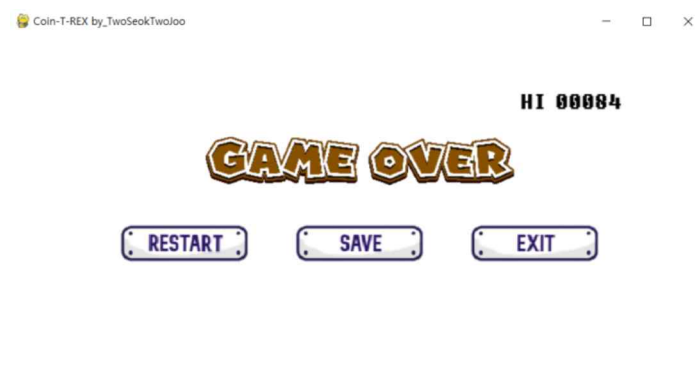 Coin-T-REX by_TwoSeokTwoJoo
HI 00084
GAME OVER
RESTART
SAVE
EXIT